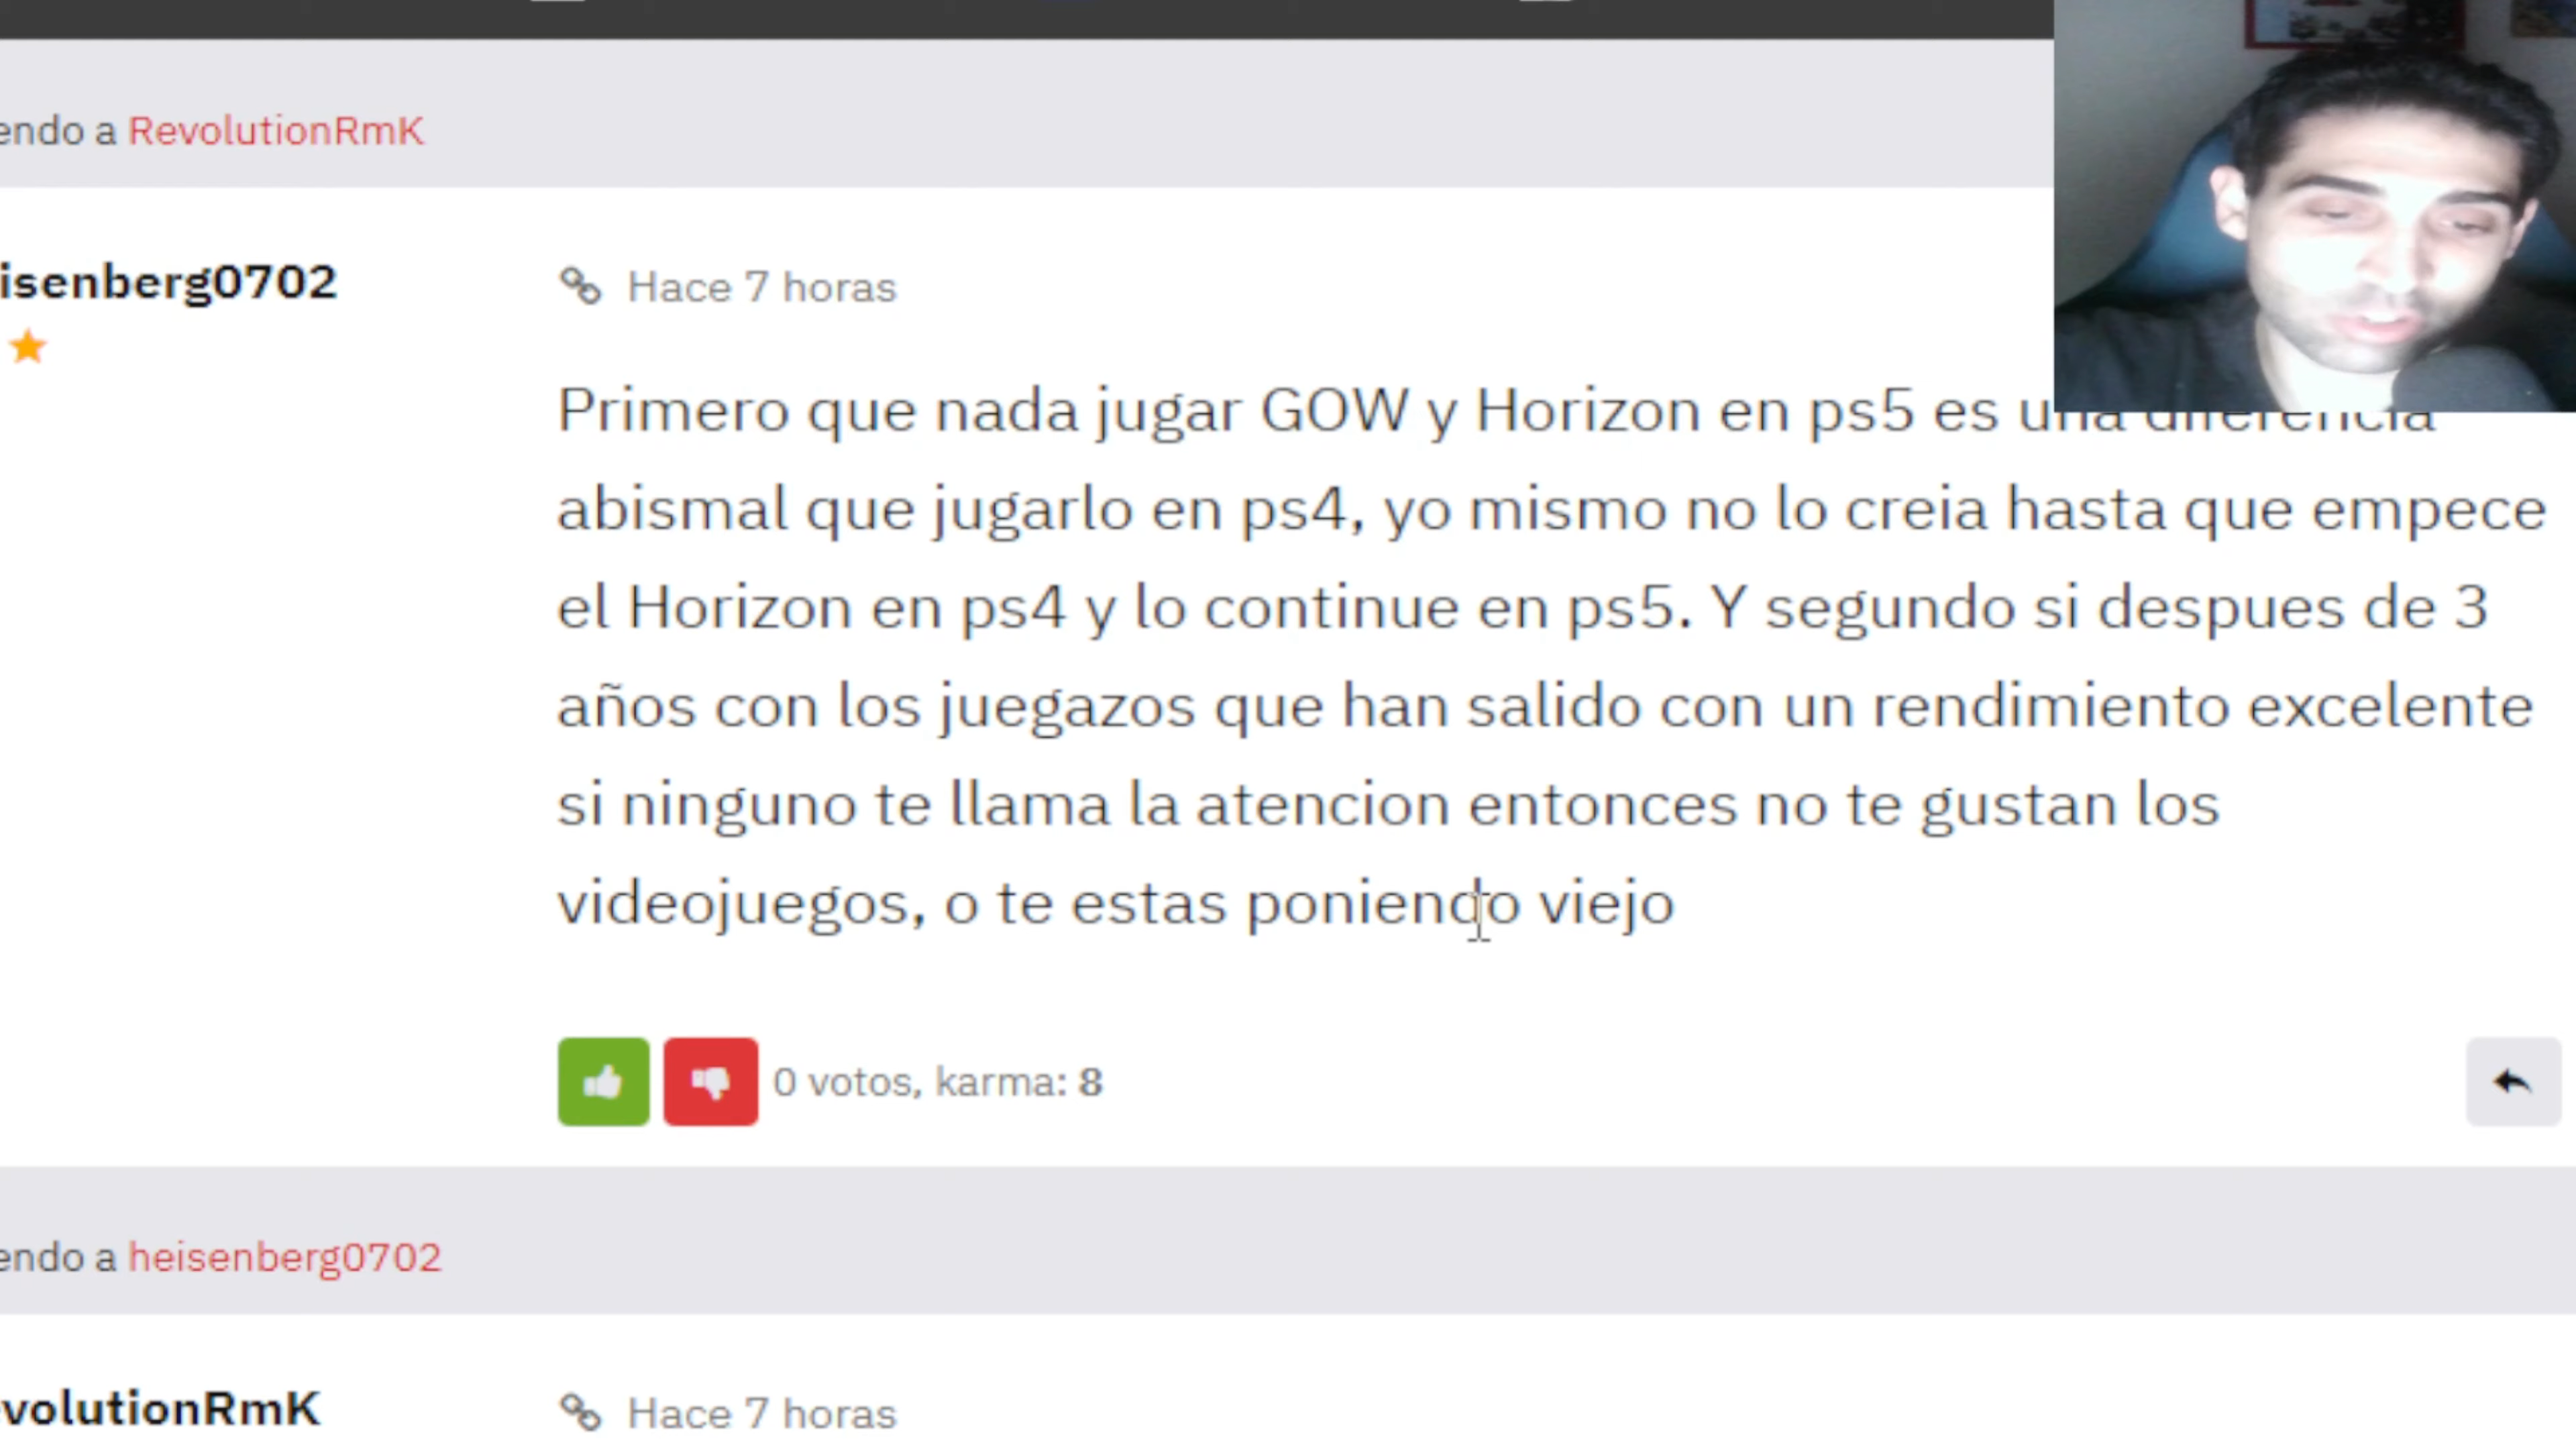 endo a RevolutionRmK
isenberg0702
Hace 7 horas
Primero que nada jugar GOW y Horizon en ps5 es una diferencia
abismal que jugarlo en ps4, yo mismo no lo creia hasta que empece
el Horizon en ps4 y lo continue en ps5. Y segundo si despues de 3
años con los juegazos que han salido con un rendimiento excelente
si ninguno te llama la atencion entonces no te gustan los
videojuegos, o te estas poniendo viejo
0 votos, karma: 8
endo a heisenberg0702
volutionRmK
Hace 7 horas